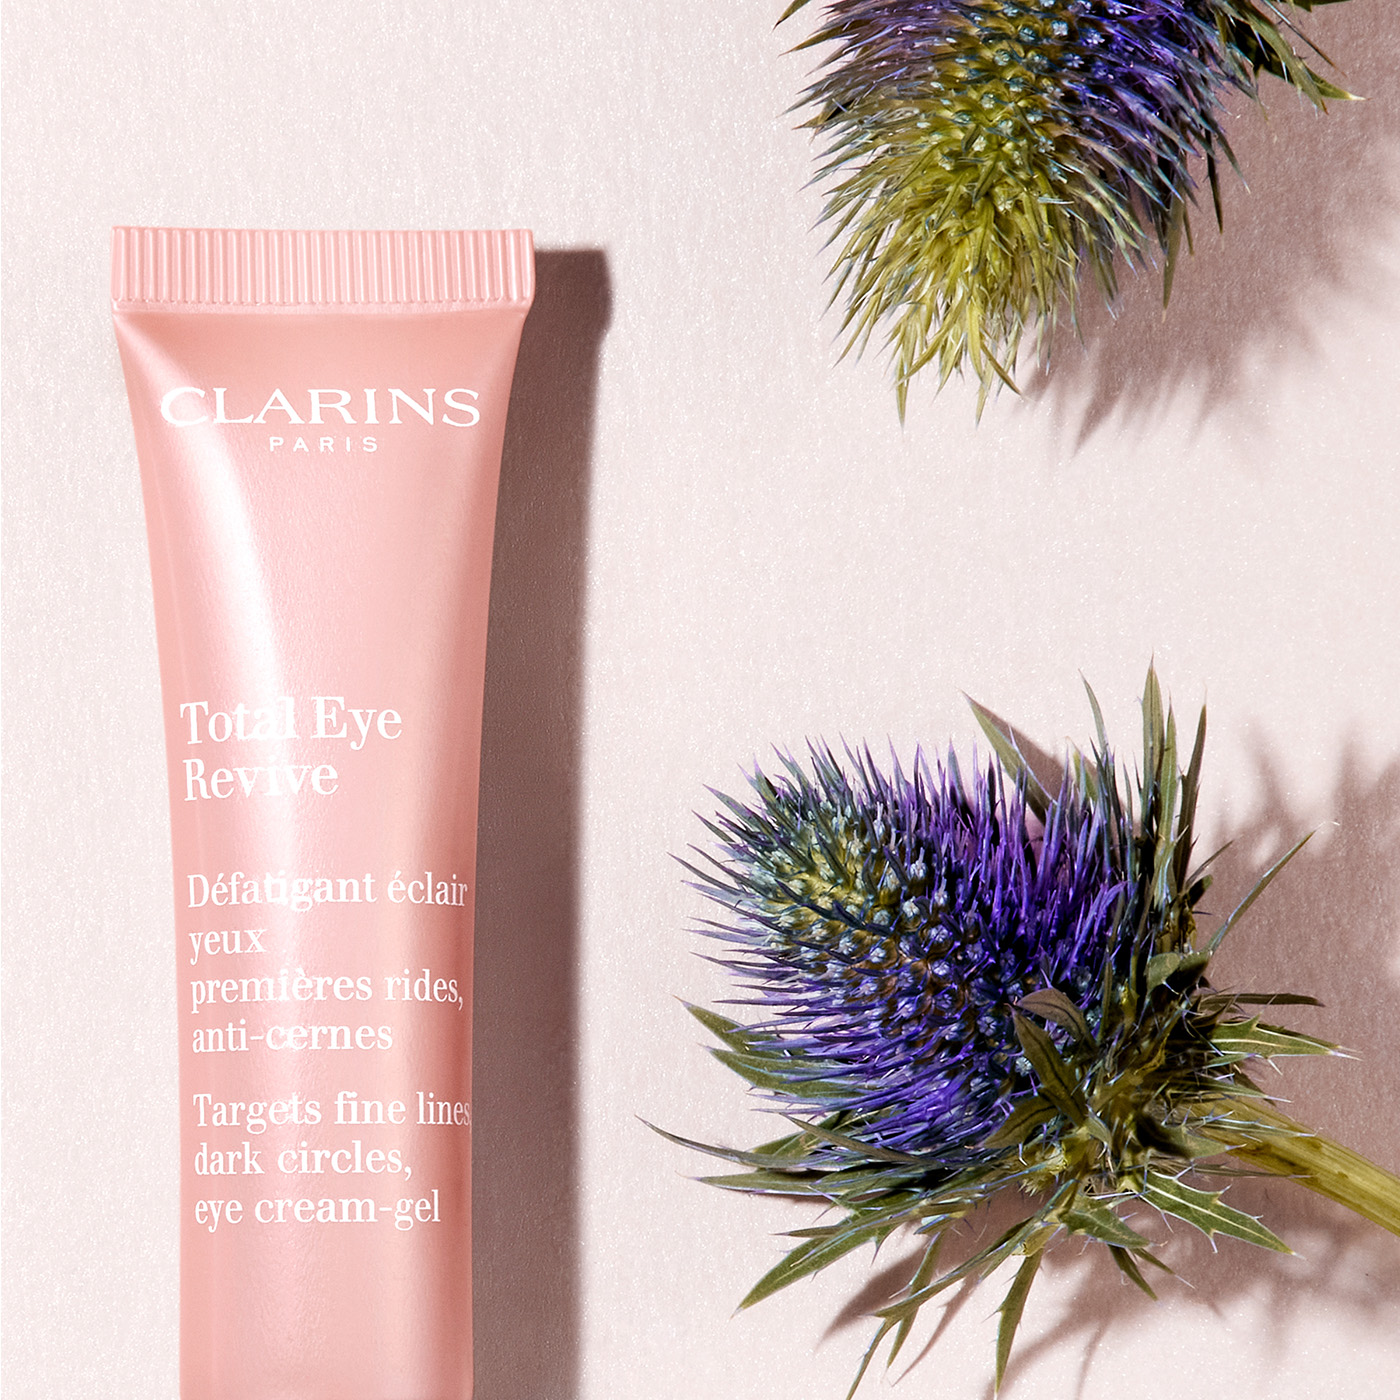 CLARINS
PARIS
Total Eye
Revive
Défatigant éclair
yeux
premières rides,
anti-cernes
Targets fine lines,
dark circles,
eye cream-gel